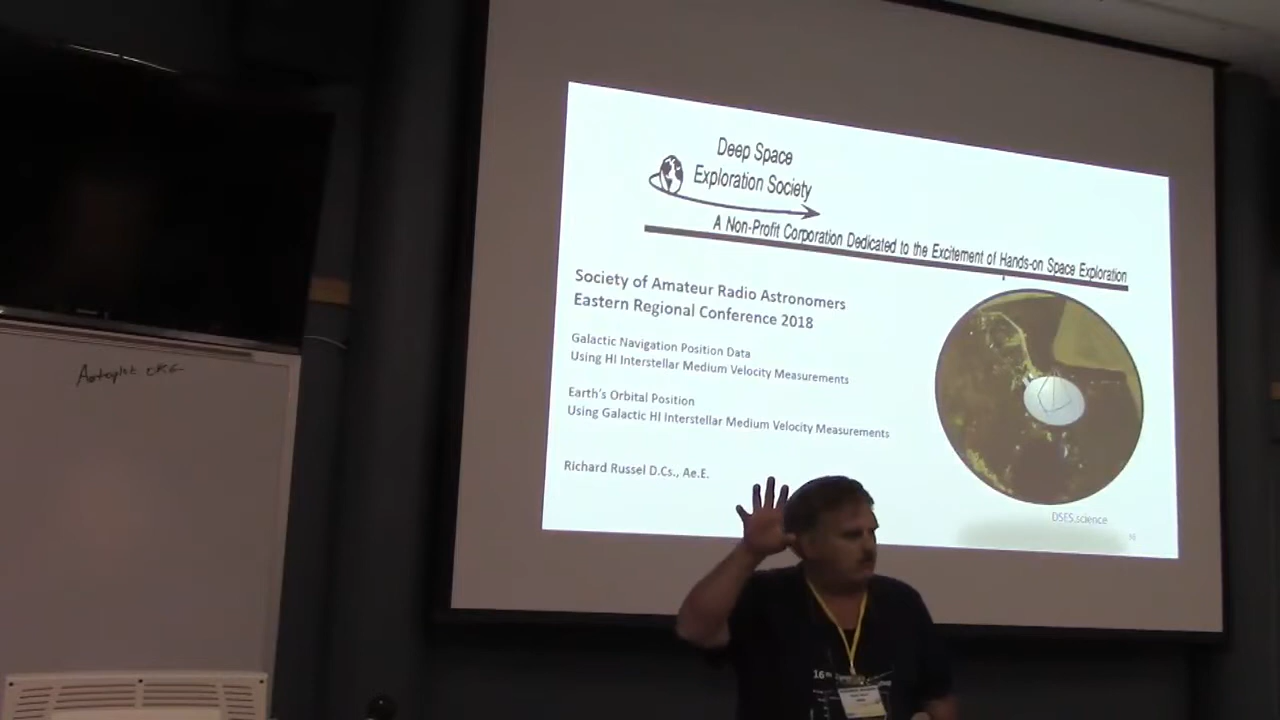 Deep Space
Exploration Society
A Non-Profit Corporation Dedicated to the Excitement of Hands-on Space Exploration
Society of Amateur Radio Astronomers
Eastern Regional Conference 2018
Galactic Navigation Position Data
Using HI Interstellar Medium Velocity Measurements
Earth's Orbital Position
Using Galactic HI Interstellar Medium Velocity Measurements
Richard Russel D.Cs., Ae.E.
DSES.science
16